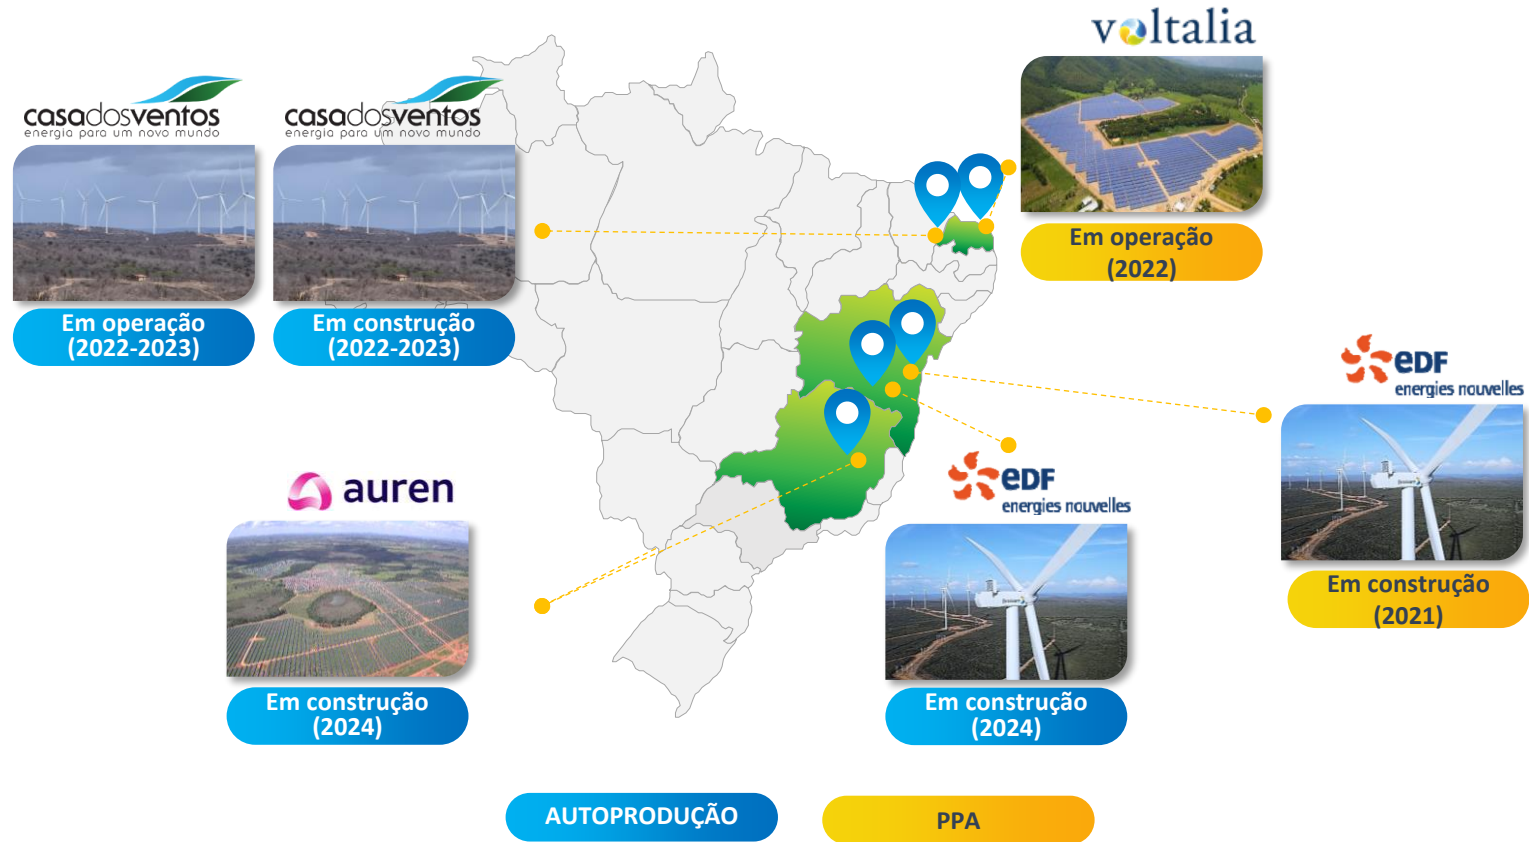 voltalia
casadosventos
energia para um novo mundo
casadosventos
energia para um novo mundo
Em operação
(2022)
Em operação
(2022-2023)
Em construção
(2022-2023)
eDF
energies nouvelles
auren
eDF
energies nouvelles
Em construção
(2021)
Em construção
(2024)
Em construção
(2024)
AUTOPRODUÇÃO
PPA